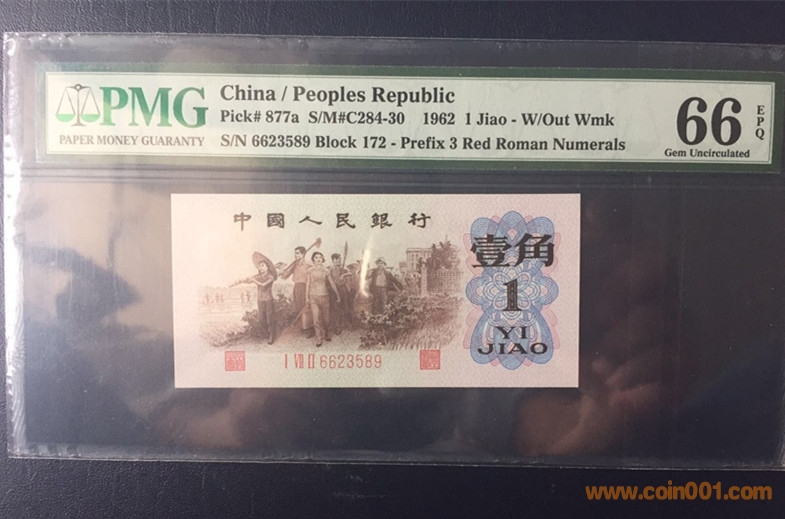 PMG
PAPER MONEY GUARANTY
China / Peoples Republic
Pick# 877a S/M#C284-30 1962 1 Jiao - W/Out Wmk
S/N 6623589 Block 172 - Prefix 3 Red Roman Numerals
66
EPQ
Gem Uncirculated
中國人民銀行
壹角
1
YI
JIAO
I VII II 6623589
www.coin001.com